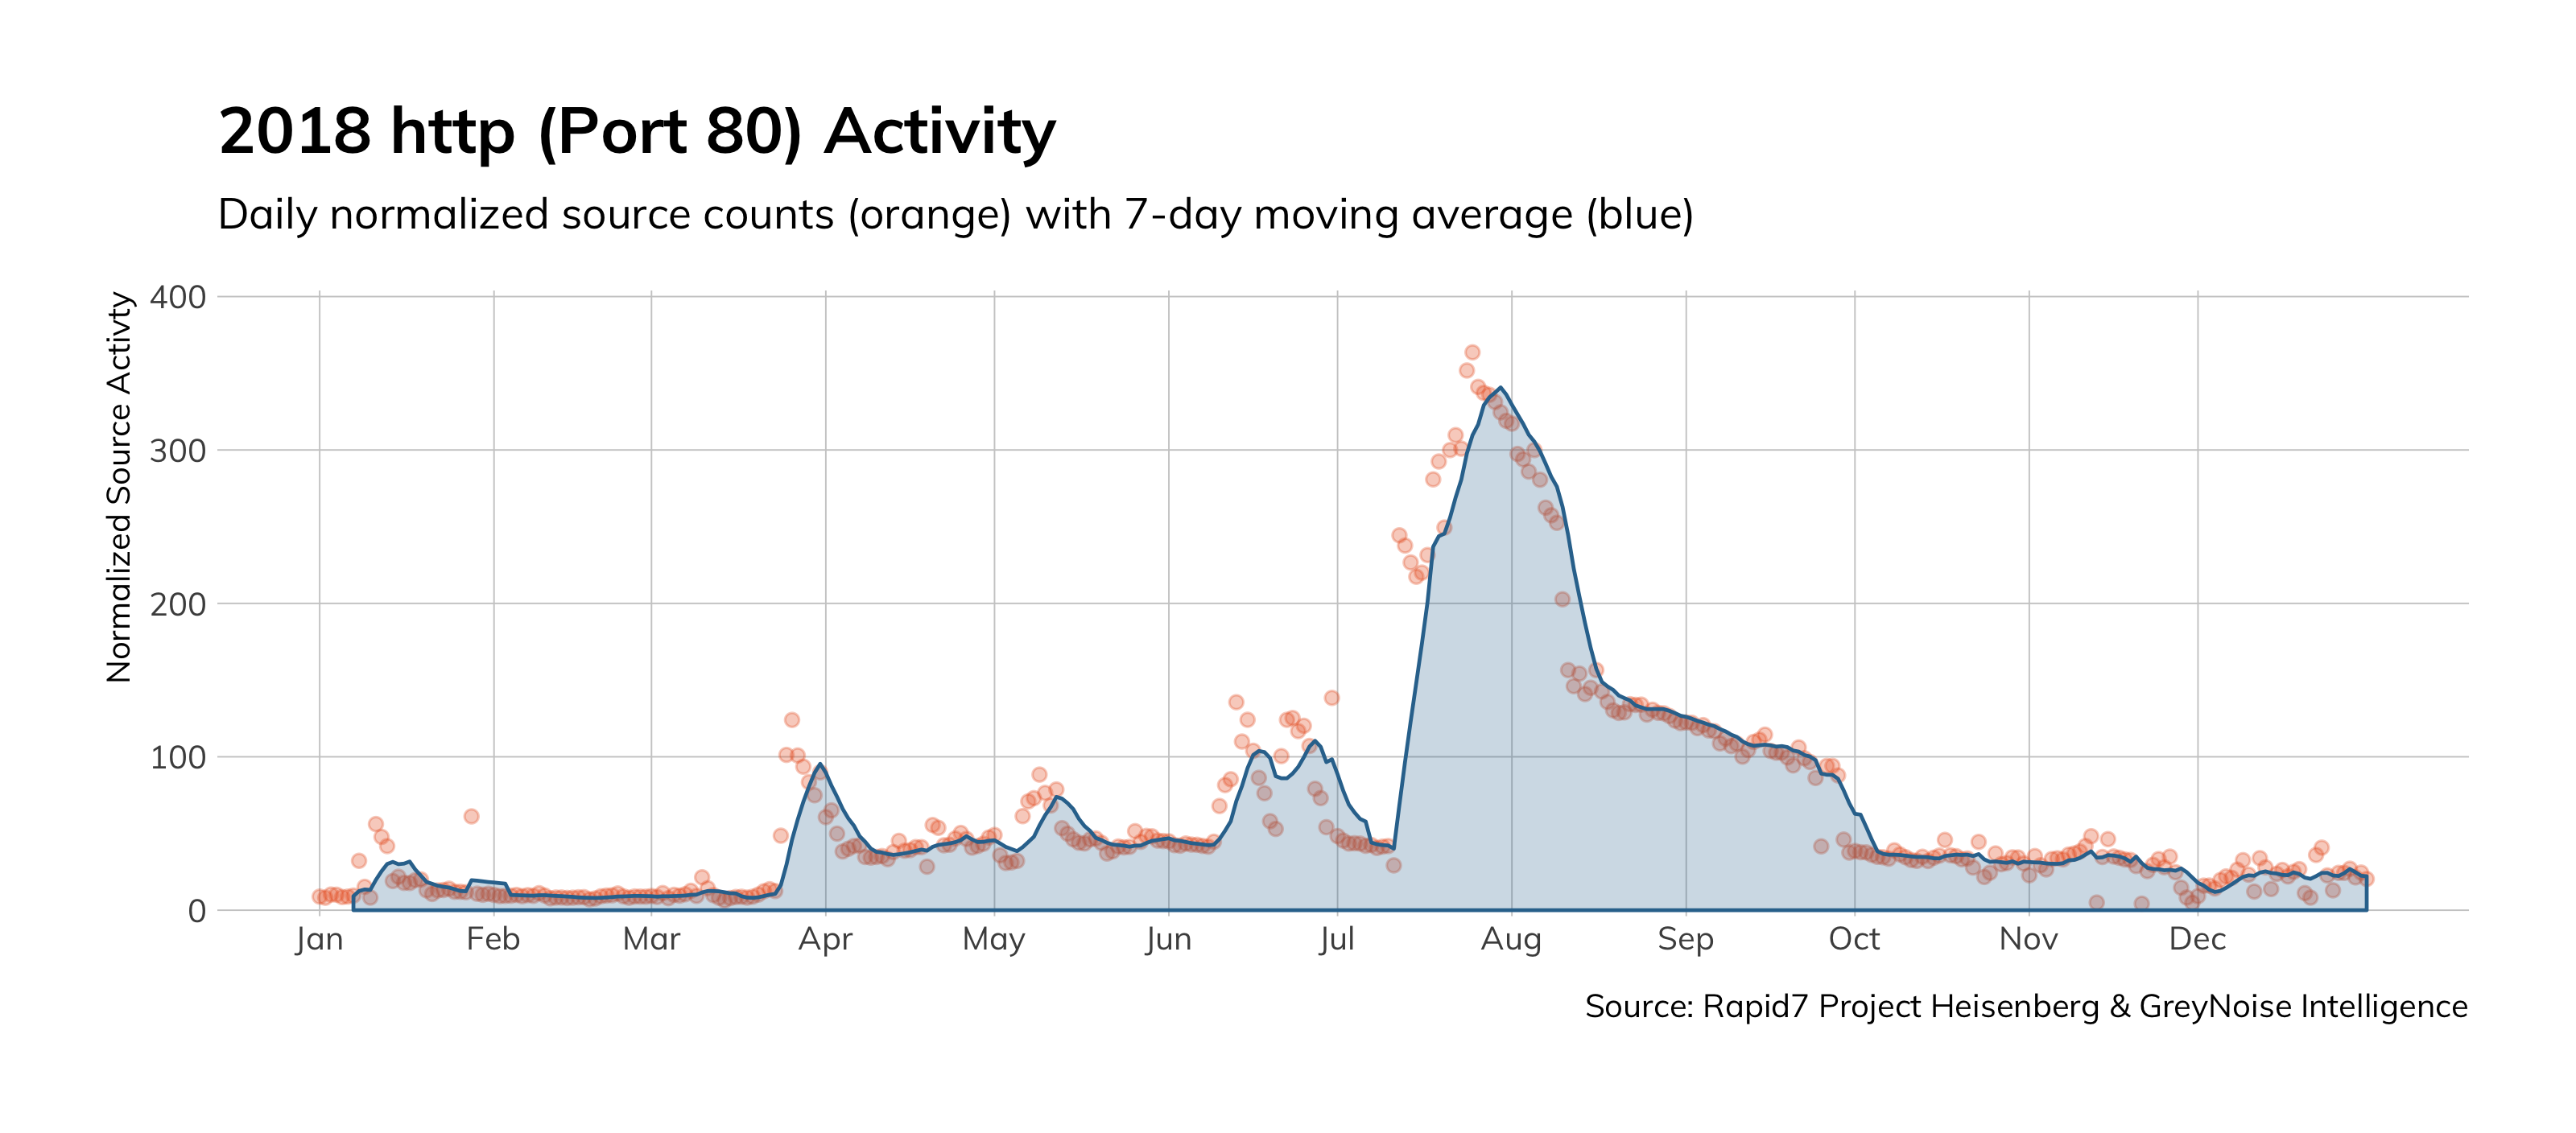 2018 http (Port 80) Activity
Daily normalized source counts (orange) with 7-day moving average (blue)
Normalized Source Activty
400
300
200
100
0
Jan Feb Mar Apr May Jun Jul Aug Sep Oct Nov Dec
Source: Rapid7 Project Heisenberg & GreyNoise Intelligence